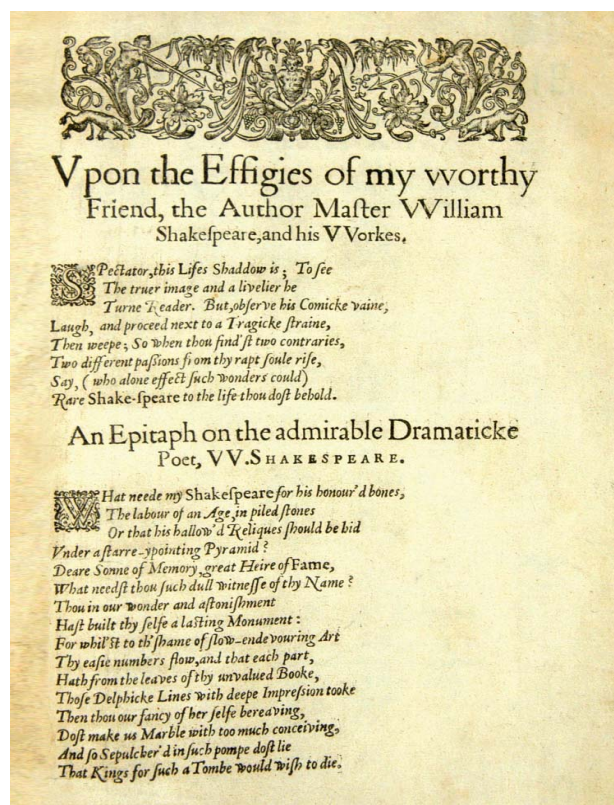 Vpon the Effigies of my vvorthy
Friend, the Author Maſter VVilliam
Shakeſpeare, and his VVorkes.
SPectator, this Lifes Shaddow is; To ſee
The truer image and a livelier he
Turne Reader. But, obſerve his Comicke vaine,
Laugh, and proceed next to a Tragicke ſtraine,
Then weepe; So when thou find'ſt two contraries,
Two different paſsions from thy rapt ſoule riſe,
Say, (who alone effect ſuch wonders could)
Rare Shake-ſpeare to the life thou doſt behold.
An Epitaph on the admirable Dramaticke
Poet, VV. SHAKESPEARE.
WHat neede my Shakeſpeare for his honour'd bones,
The labour of an Age, in piled ſtones
Or that his hallow'd Reliques ſhould be hid
Vnder a ſtarre-ypointing Pyramid?
Deare Sonne of Memory, great Heire of Fame,
What needſt thou ſuch dull witneſſe of thy Name?
Thou in our wonder and aſtoniſhment
Haſt built thy ſelfe a laſting Monument:
For whil'ſt to th' ſhame of ſlow-endevouring Art
Thy eaſie numbers flow, and that each part,
Hath from the leaves of thy unvalued Booke,
Thoſe Delphicke Lines with deepe Impreſsion tooke
Then thou our fancy of her ſelfe bereaving,
Doſt make us Marble with too much conceiving,
And ſo Sepulcher'd in ſuch pompe doſt lie
That Kings for ſuch a Tombe would wiſh to die.